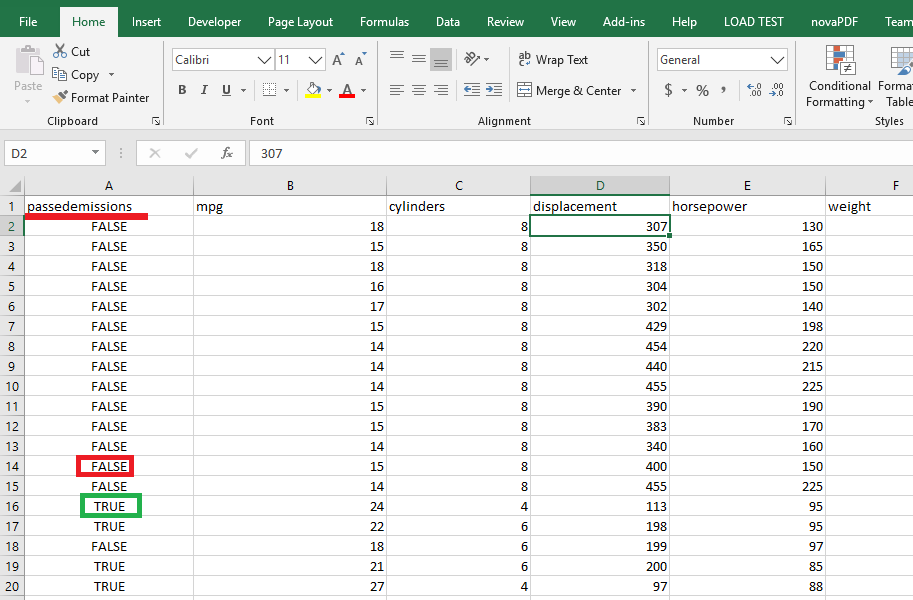 File Home Insert Developer Page Layout Formulas Data Review View Add-ins Help LOAD TEST novaPDF Team
Paste
Cut
Copy
Format Painter
Clipboard
Calibri 11 A A
B I U A
Font
ab Wrap Text
Merge & Center
Alignment
General
$ % , .00 .00
Number
Conditional Formatting
Format Table
Styles
D2 fx 307
A B C D E F
1 passedemissions mpg cylinders displacement horsepower weight
2 FALSE 18 8 307 130
3 FALSE 15 8 350 165
4 FALSE 18 8 318 150
5 FALSE 16 8 304 150
6 FALSE 17 8 302 140
7 FALSE 15 8 429 198
8 FALSE 14 8 454 220
9 FALSE 14 8 440 215
10 FALSE 14 8 455 225
11 FALSE 15 8 390 190
12 FALSE 15 8 383 170
13 FALSE 14 8 340 160
14 FALSE 15 8 400 150
15 FALSE 14 8 455 225
16 TRUE 24 4 113 95
17 TRUE 22 6 198 95
18 FALSE 18 6 199 97
19 TRUE 21 6 200 85
20 TRUE 27 4 97 88